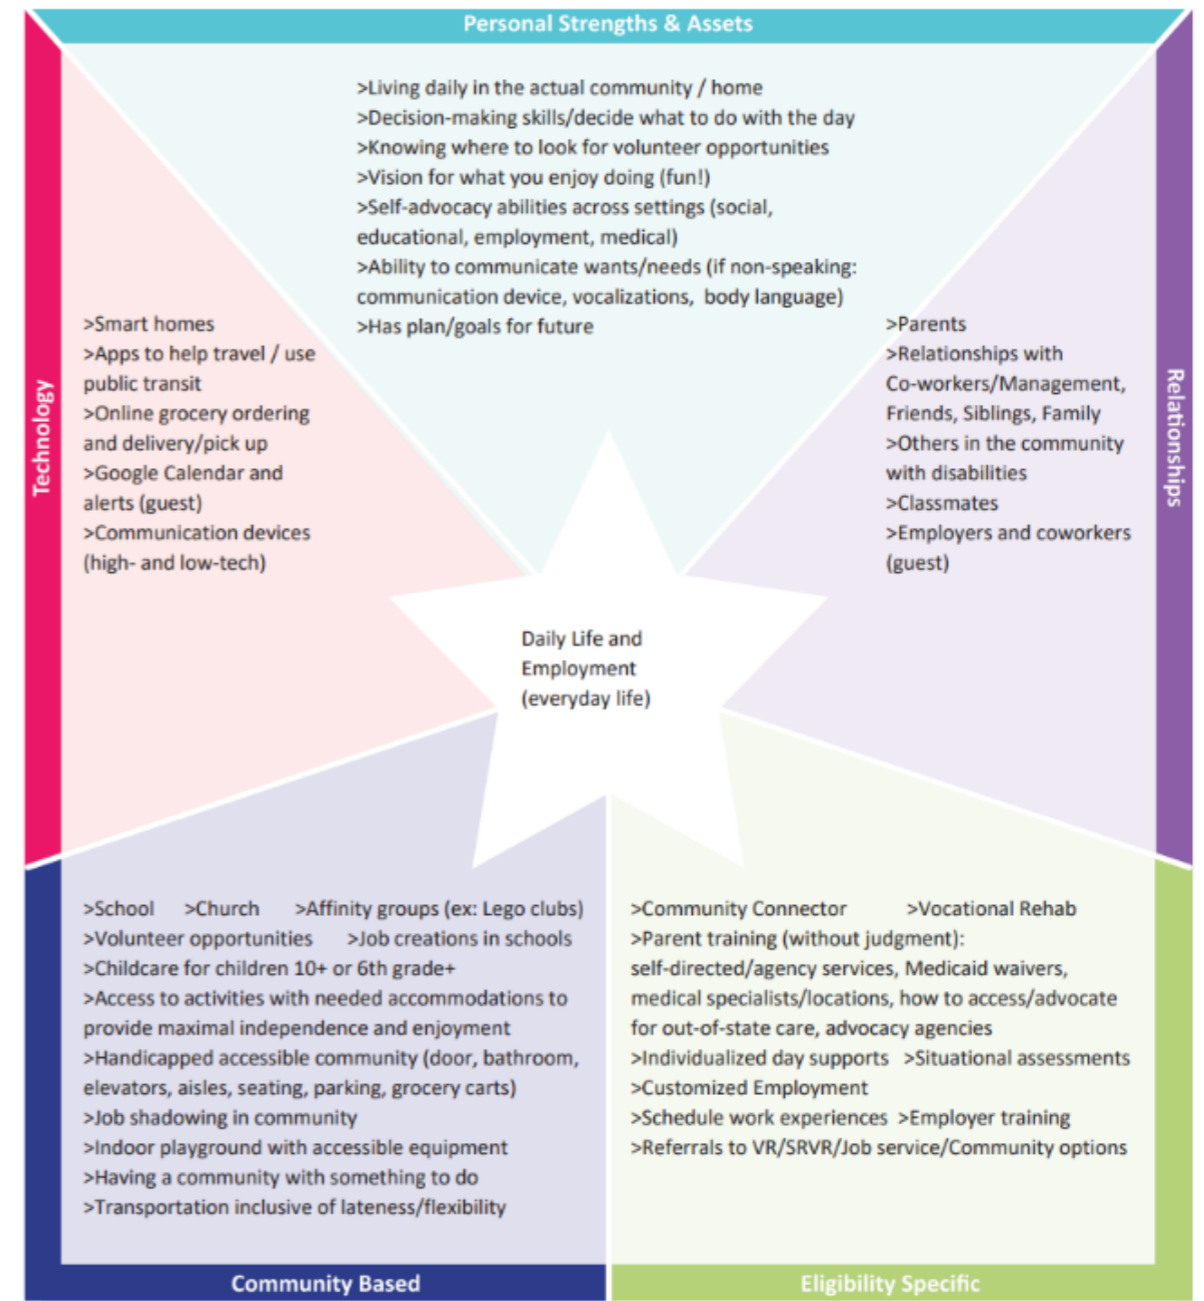 Personal Strengths & Assets
>Living daily in the actual community / home
>Decision-making skills/decide what to do with the day
>Knowing where to look for volunteer opportunities
>Vision for what you enjoy doing (fun!)
>Self-advocacy abilities across settings (social,
educational, employment, medical)
>Ability to communicate wants/needs (if non-speaking:
communication device, vocalizations, body language)
>Has plan/goals for future
Technology
>Smart homes
>Apps to help travel / use
public transit
>Online grocery ordering
and delivery/pick up
>Google Calendar and
alerts (guest)
>Communication devices
(high- and low-tech)
Relationships
>Parents
>Relationships with
Co-workers/Management,
Friends, Siblings, Family
>Others in the community
with disabilities
>Classmates
>Employers and coworkers
(guest)
Daily Life and
Employment
(everyday life)
>School >Church >Affinity groups (ex: Lego clubs)
>Volunteer opportunities >Job creations in schools
>Childcare for children 10+ or 6th grade+
>Access to activities with needed accommodations to
provide maximal independence and enjoyment
>Handicapped accessible community (door, bathroom,
elevators, aisles, seating, parking, grocery carts)
>Job shadowing in community
>Indoor playground with accessible equipment
>Having a community with something to do
>Transportation inclusive of lateness/flexibility
Community Based
>Community Connector >Vocational Rehab
>Parent training (without judgment):
self-directed/agency services, Medicaid waivers,
medical specialists/locations, how to access/advocate
for out-of-state care, advocacy agencies
>Individualized day supports >Situational assessments
>Customized Employment
>Schedule work experiences >Employer training
>Referrals to VR/SRVR/Job service/Community options
Eligibility Specific